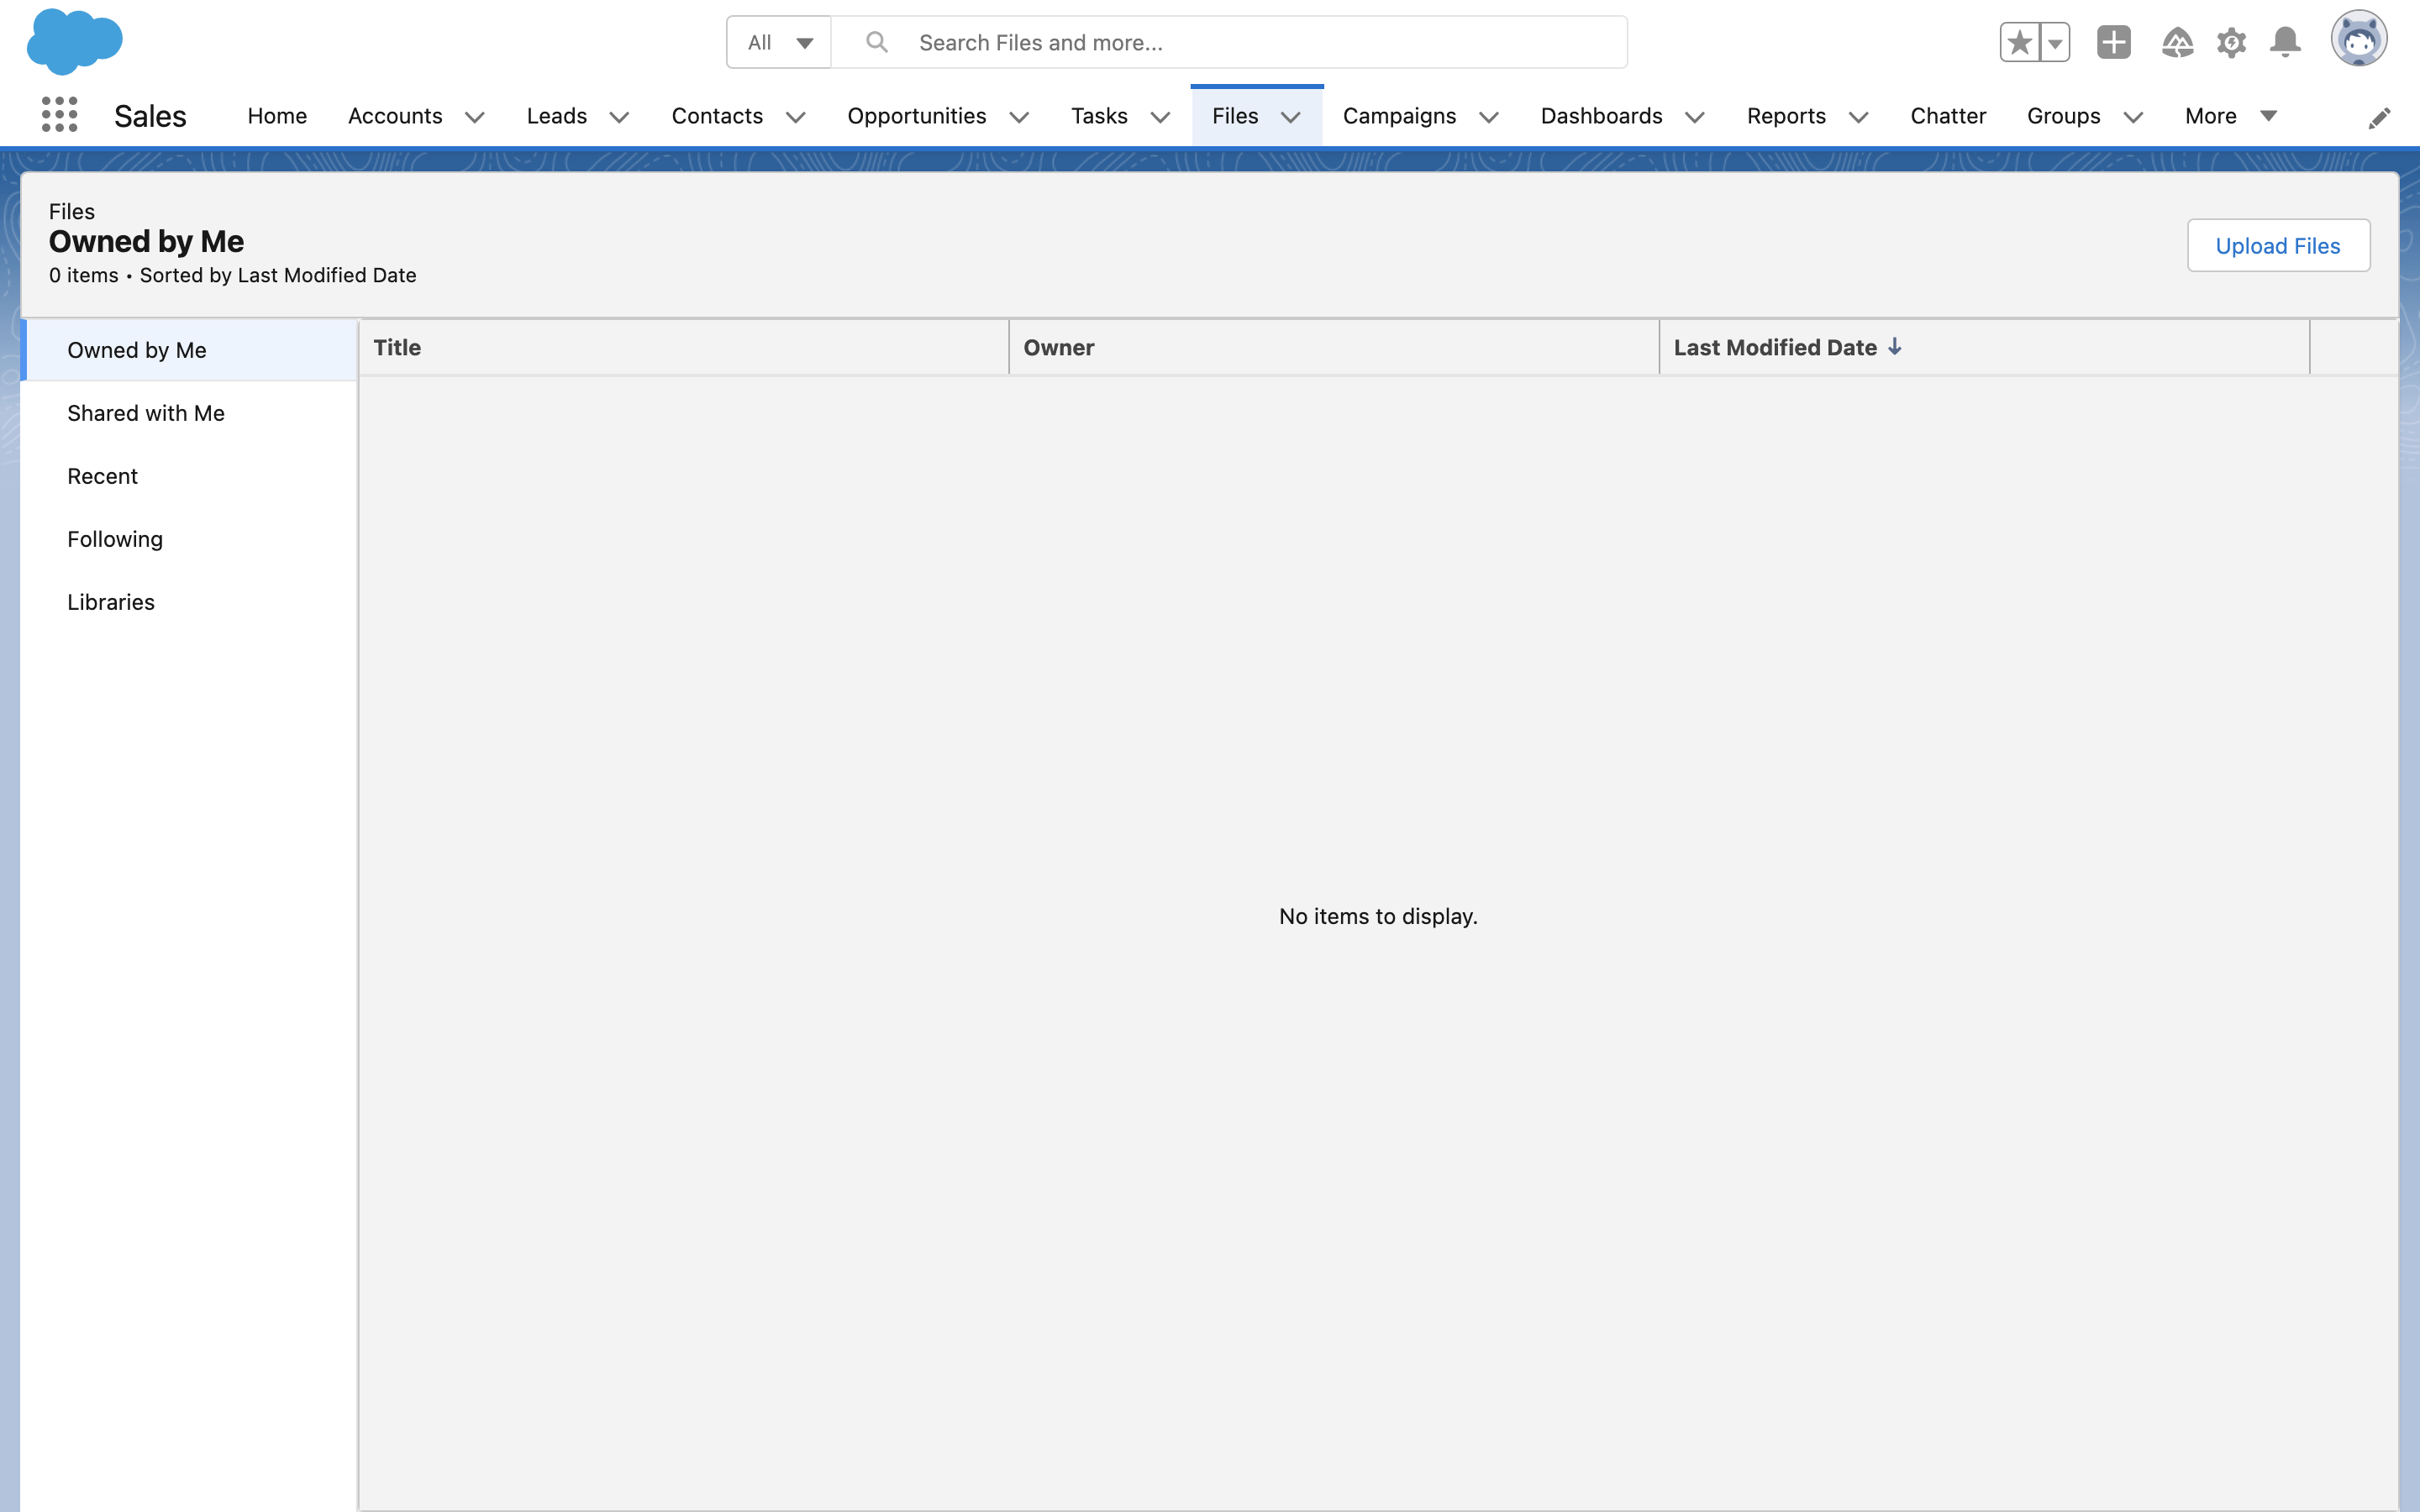 All
Search Files and more...
Sales
Home
Accounts
Leads
Contacts
Opportunities
Tasks
Files
Campaigns
Dashboards
Reports
Chatter
Groups
More
Files
Owned by Me
0 items • Sorted by Last Modified Date
Upload Files
Owned by Me
Shared with Me
Recent
Following
Libraries
Title
Owner
Last Modified Date
No items to display.